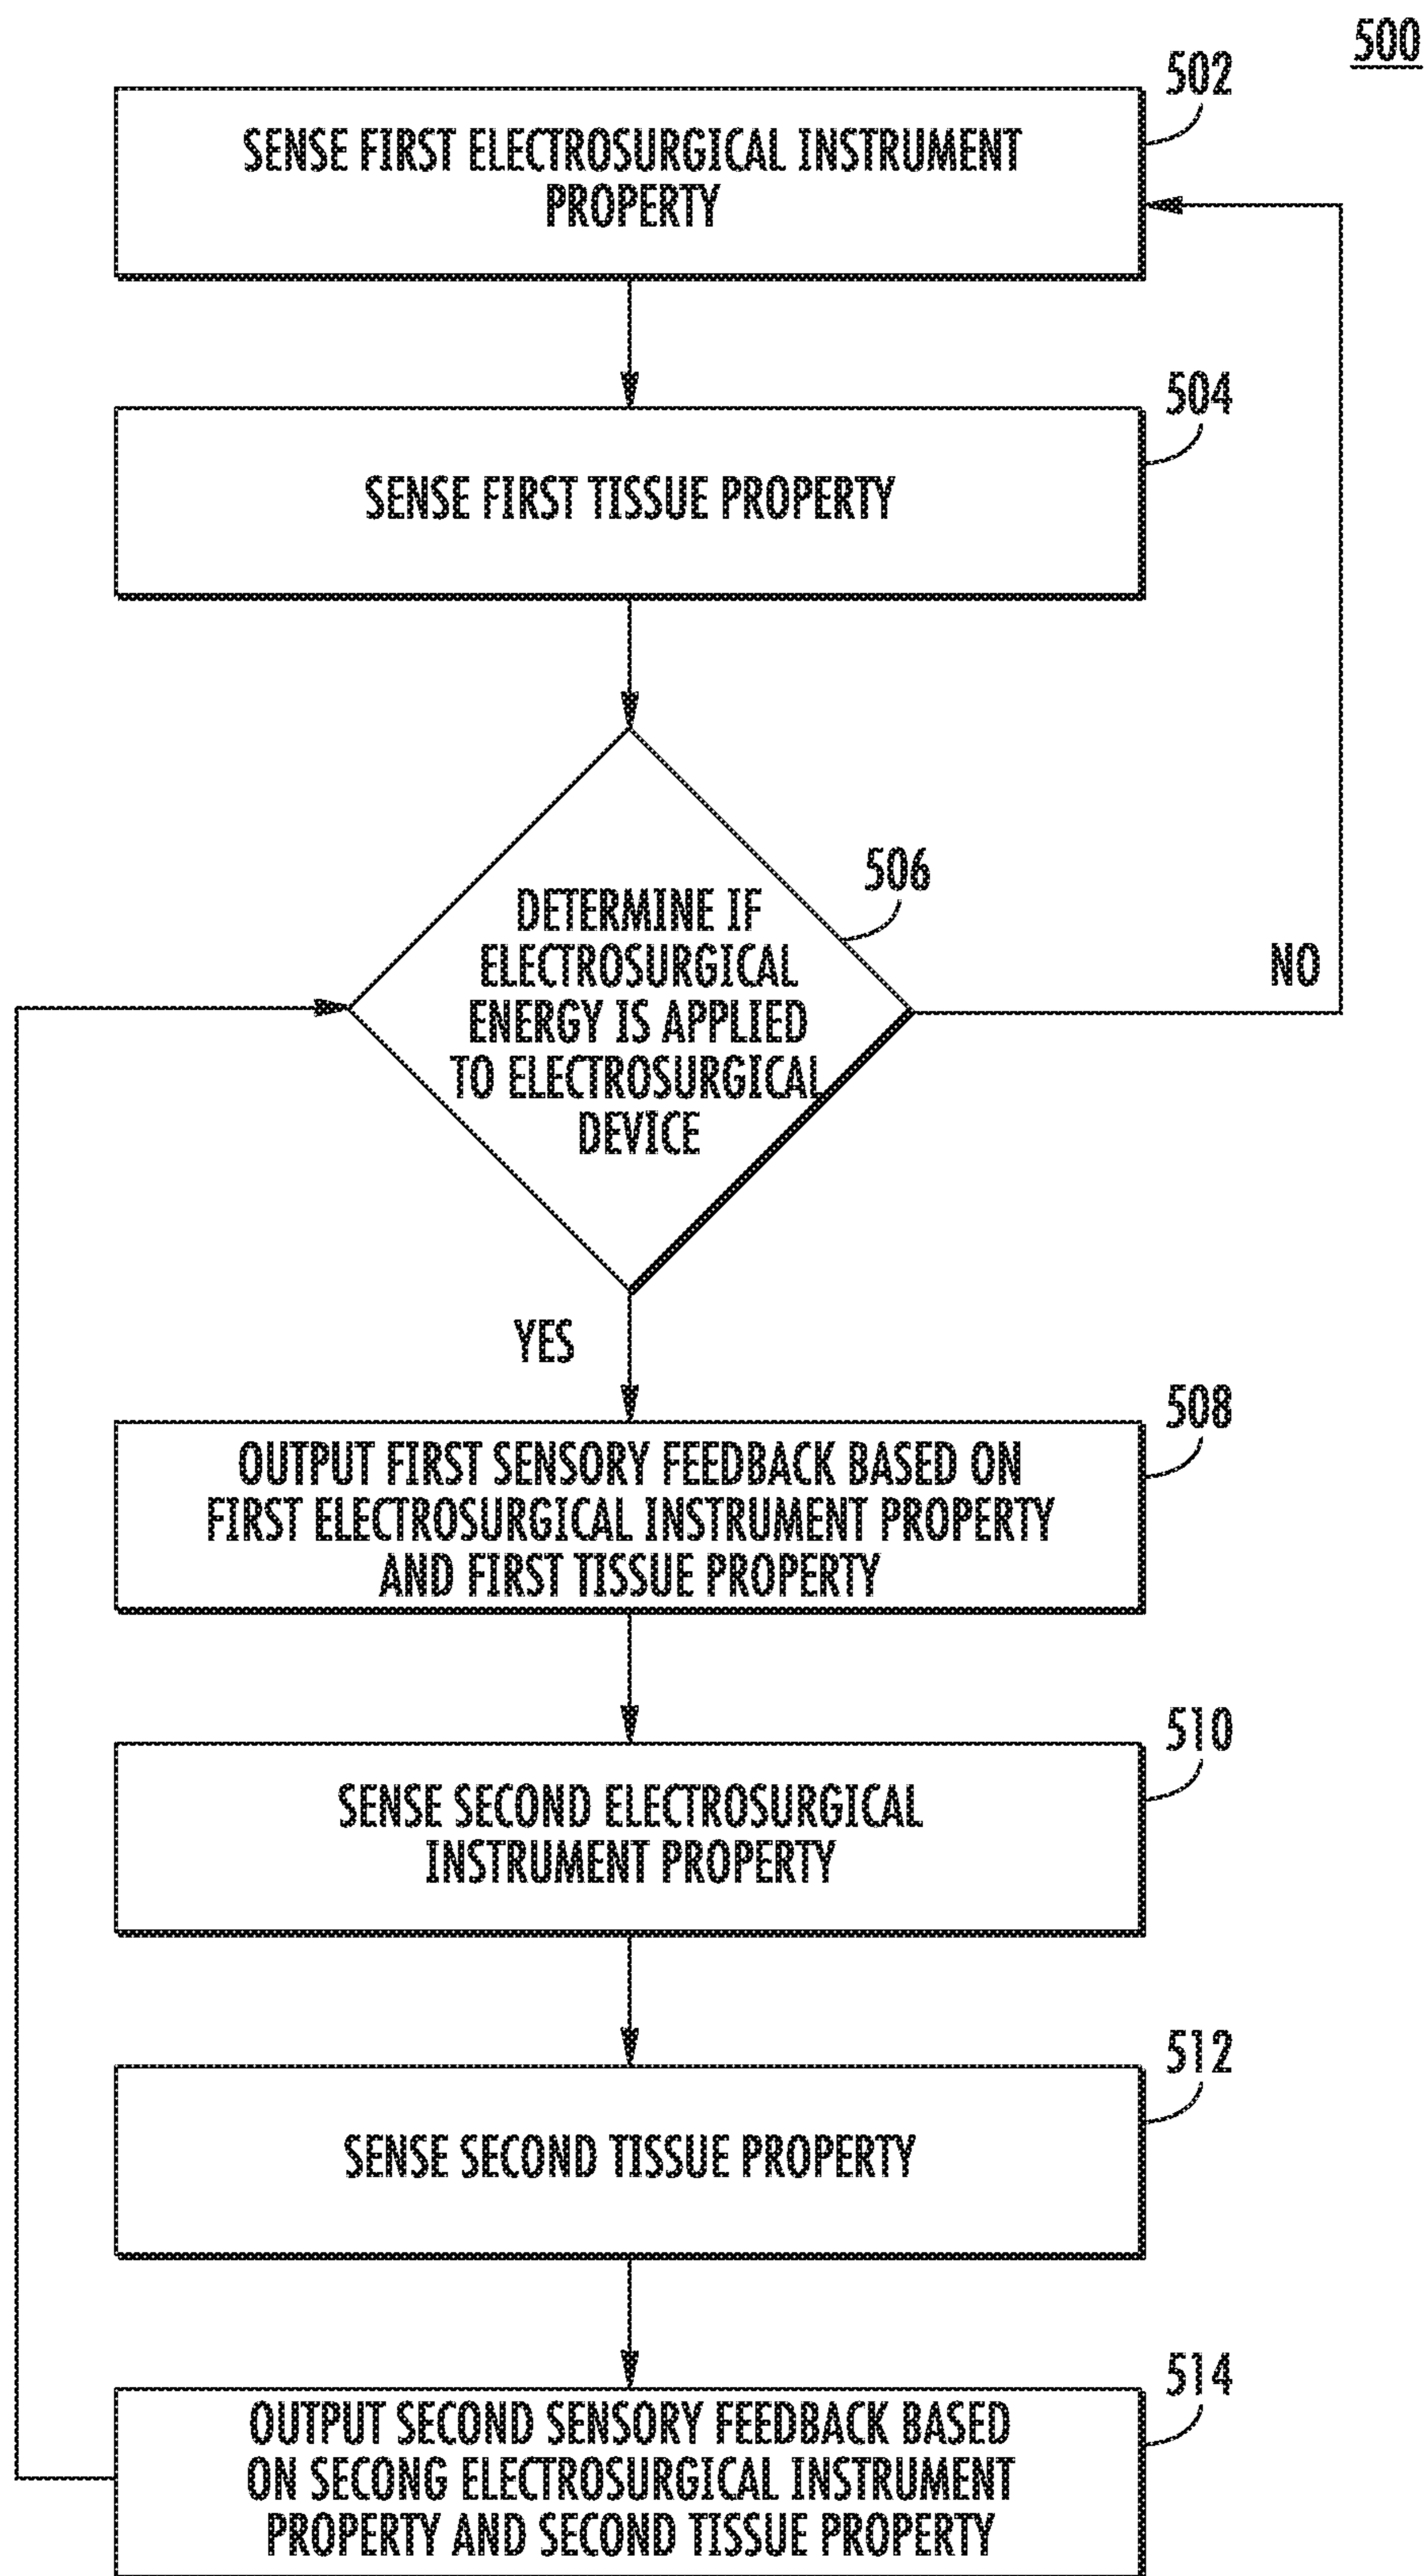 500
502
SENSE FIRST ELECTROSURGICAL INSTRUMENT
PROPERTY
504
SENSE FIRST TISSUE PROPERTY
506
DETERMINE IF
ELECTROSURGICAL
ENERGY IS APPLIED
TO ELECTROSURGICAL
DEVICE
NO
YES
508
OUTPUT FIRST SENSORY FEEDBACK BASED ON
FIRST ELECTROSURGICAL INSTRUMENT PROPERTY
AND FIRST TISSUE PROPERTY
510
SENSE SECOND ELECTROSURGICAL
INSTRUMENT PROPERTY
512
SENSE SECOND TISSUE PROPERTY
514
OUTPUT SECOND SENSORY FEEDBACK BASED
ON SECONG ELECTROSURGICAL INSTRUMENT
PROPERTY AND SECOND TISSUE PROPERTY